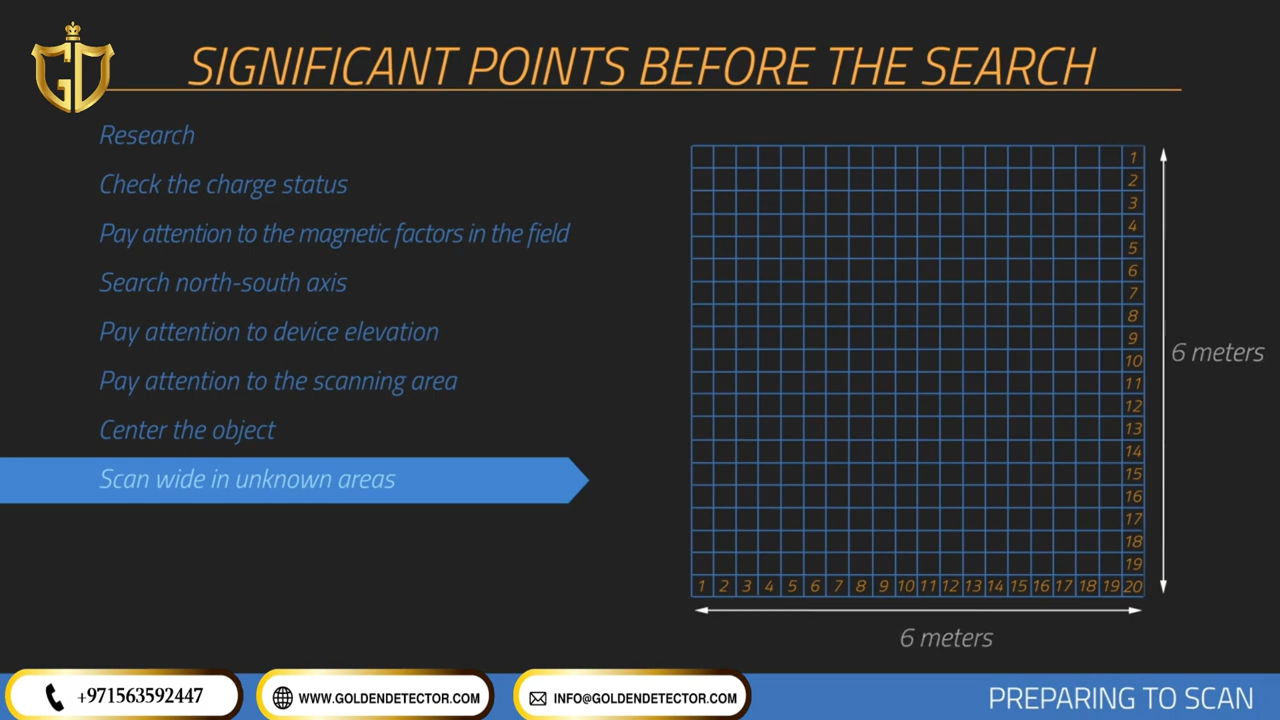 GD
SIGNIFICANT POINTS BEFORE THE SEARCH
Research
Check the charge status
Pay attention to the magnetic factors in the field
Search north-south axis
Pay attention to device elevation
Pay attention to the scanning area
Center the object
Scan wide in unknown areas
1
2
3
4
5
6
7
8
9
10
11
12
13
14
15
16
17
18
19
1 2 3 4 5 6 7 8 9 10 11 12 13 14 15 16 17 18 19 20
6 meters
6 meters
+971563592447
WWW.GOLDENDETECTOR.COM
INFO@GOLDENDETECTOR.COM
PREPARING TO SCAN